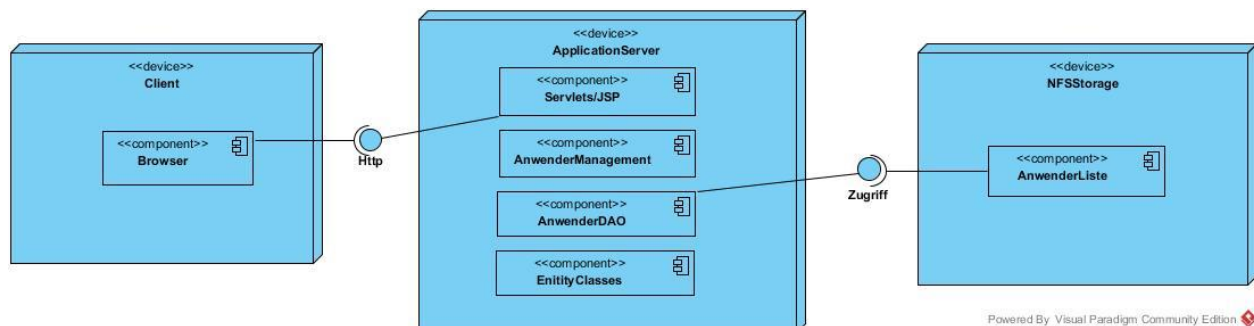 <<device>>
Client
<<component>>
Browser
Http
<<device>>
ApplicationServer
<<component>>
Servlets/JSP
<<component>>
AnwenderManagement
<<component>>
AnwenderDAO
<<component>>
EnitityClasses
Zugriff
<<device>>
NFSStorage
<<component>>
AnwenderListe
Powered By Visual Paradigm Community Edition